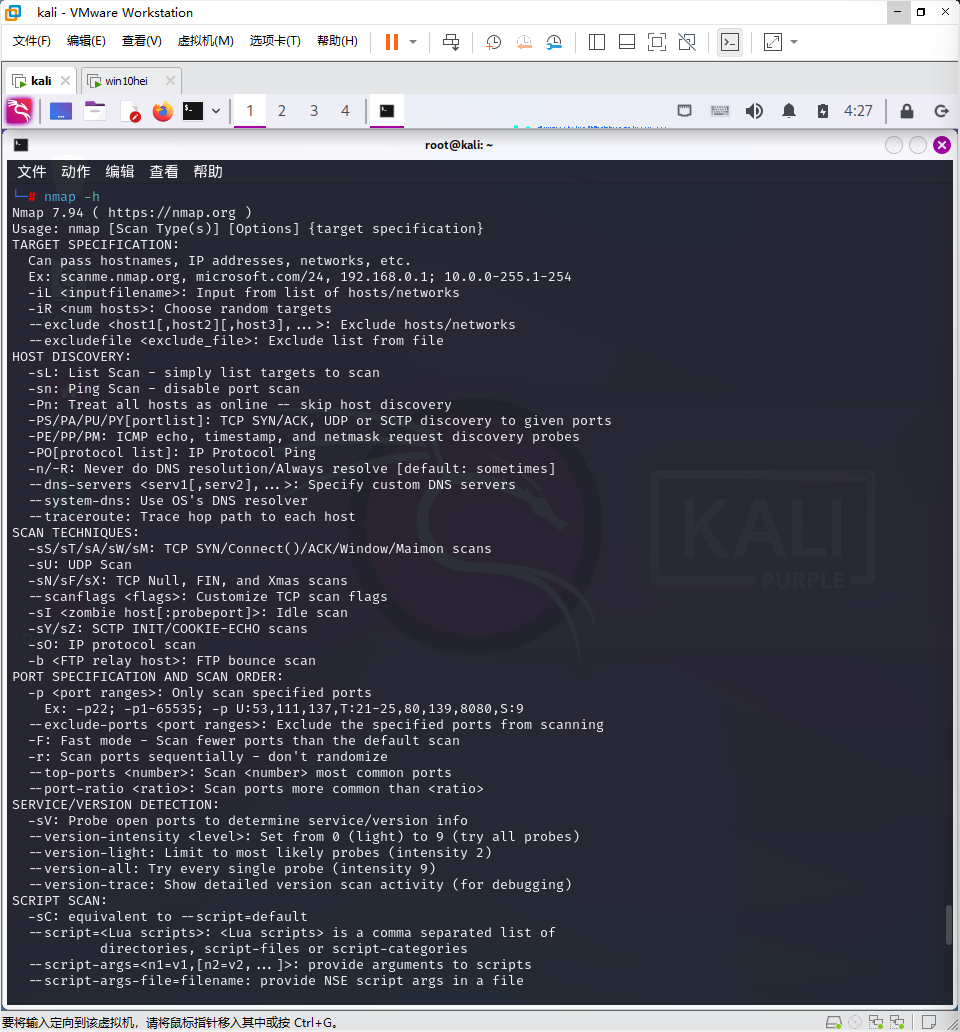 kali - VMware Workstation
文件(F) 编辑(E) 查看(V) 虚拟机(M) 选项卡(T) 帮助(H)
kali win10hei
1 2 3 4 4:27
root@kali: ~
文件 动作 编辑 查看 帮助
└─# nmap -h
Nmap 7.94 ( https://nmap.org )
Usage: nmap [Scan Type(s)] [Options] {target specification}
TARGET SPECIFICATION:
  Can pass hostnames, IP addresses, networks, etc.
  Ex: scanme.nmap.org, microsoft.com/24, 192.168.0.1; 10.0.0-255.1-254
  -iL <inputfilename>: Input from list of hosts/networks
  -iR <num hosts>: Choose random targets
  --exclude <host1[,host2][,host3],...>: Exclude hosts/networks
  --excludefile <exclude_file>: Exclude list from file
HOST DISCOVERY:
  -sL: List Scan - simply list targets to scan
  -sn: Ping Scan - disable port scan
  -Pn: Treat all hosts as online -- skip host discovery
  -PS/PA/PU/PY[portlist]: TCP SYN/ACK, UDP or SCTP discovery to given ports
  -PE/PP/PM: ICMP echo, timestamp, and netmask request discovery probes
  -PO[protocol list]: IP Protocol Ping
  -n/-R: Never do DNS resolution/Always resolve [default: sometimes]
  --dns-servers <serv1[,serv2],...>: Specify custom DNS servers
  --system-dns: Use OS's DNS resolver
  --traceroute: Trace hop path to each host
SCAN TECHNIQUES:
  -sS/sT/sA/sW/sM: TCP SYN/Connect()/ACK/Window/Maimon scans
  -sU: UDP Scan
  -sN/sF/sX: TCP Null, FIN, and Xmas scans
  --scanflags <flags>: Customize TCP scan flags
  -sI <zombie host[:probeport]>: Idle scan
  -sY/sZ: SCTP INIT/COOKIE-ECHO scans
  -sO: IP protocol scan
  -b <FTP relay host>: FTP bounce scan
PORT SPECIFICATION AND SCAN ORDER:
  -p <port ranges>: Only scan specified ports
    Ex: -p22; -p1-65535; -p U:53,111,137,T:21-25,80,139,8080,S:9
  --exclude-ports <port ranges>: Exclude the specified ports from scanning
  -F: Fast mode - Scan fewer ports than the default scan
  -r: Scan ports sequentially - don't randomize
  --top-ports <number>: Scan <number> most common ports
  --port-ratio <ratio>: Scan ports more common than <ratio>
SERVICE/VERSION DETECTION:
  -sV: Probe open ports to determine service/version info
  --version-intensity <level>: Set from 0 (light) to 9 (try all probes)
  --version-light: Limit to most likely probes (intensity 2)
  --version-all: Try every single probe (intensity 9)
  --version-trace: Show detailed version scan activity (for debugging)
SCRIPT SCAN:
  -sC: equivalent to --script=default
  --script=<Lua scripts>: <Lua scripts> is a comma separated list of
           directories, script-files or script-categories
  --script-args=<n1=v1,[n2=v2,...]>: provide arguments to scripts
  --script-args-file=filename: provide NSE script args in a file
KALI
PURPLE
要将输入定向到该虚拟机，请将鼠标指针移入其中或按 Ctrl+G。